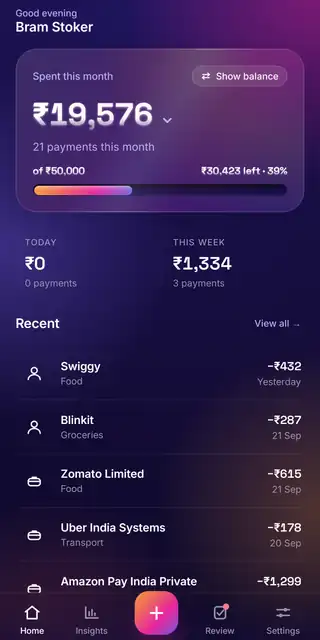 Good evening
Bram Stoker
Spent this month
⇄ Show balance
₹19,576
21 payments this month
of ₹50,000
₹30,423 left · 39%
TODAY
THIS WEEK
₹0
₹1,334
0 payments
3 payments
Recent
View all →
Swiggy
−₹432
Food
Yesterday
Blinkit
−₹287
Groceries
21 Sep
Zomato Limited
−₹615
Food
21 Sep
Uber India Systems
−₹178
Transport
20 Sep
Amazon Pay India Private
−₹1,299
Home
Insights
+
Review
Settings